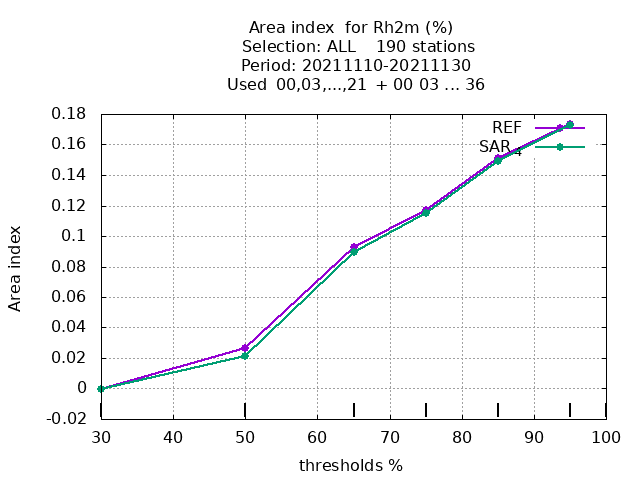 Area index  for Rh2m (%)
Selection: ALL    190 stations
Period: 20211110-20211130
Used  00,03,...,21  + 00 03 ... 36
REF
SAR_4
0.18
0.16
0.14
0.12
0.1
0.08
0.06
0.04
0.02
0
-0.02
Area index
30 40 50 60 70 80 90 100
thresholds %